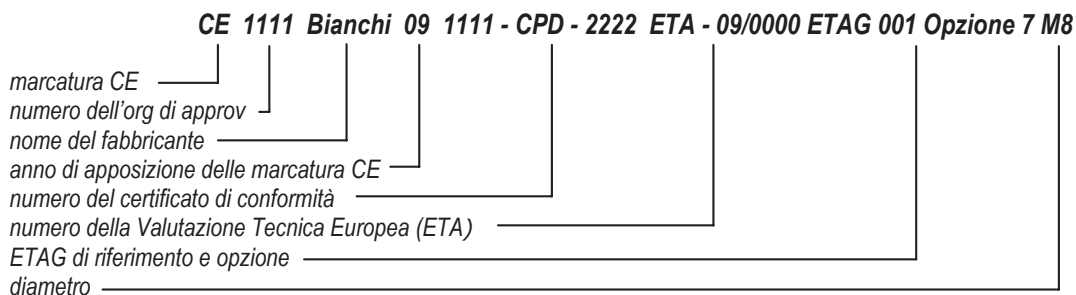 CE 1111 Bianchi 09 1111 - CPD - 2222 ETA - 09/0000 ETAG 001 Opzione 7 M8
marcatura CE
numero dell'org di approv
nome del fabbricante
anno di apposizione delle marcatura CE
numero del certificato di conformità
numero della Valutazione Tecnica Europea (ETA)
ETAG di riferimento e opzione
diametro